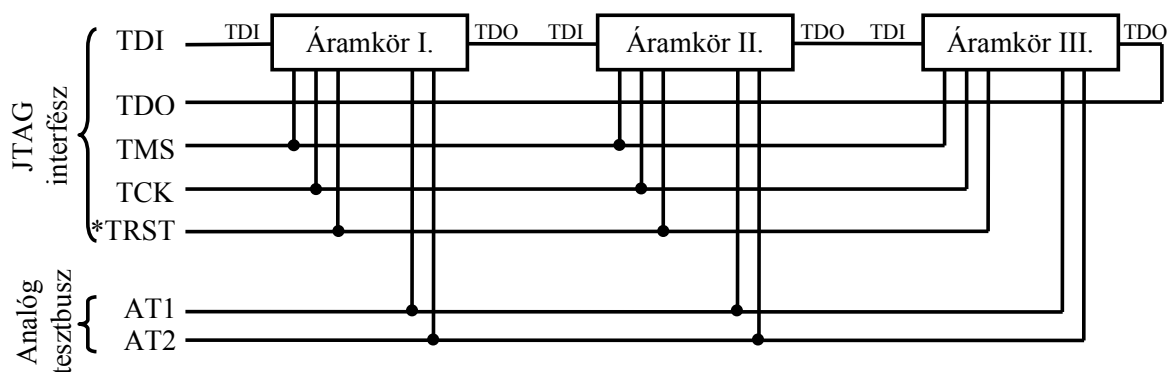 TDI
TDI
Áramkör I.
TDO
TDI
Áramkör II.
TDO
TDI
Áramkör III.
TDO
JTAG
interfész
TDO
TMS
TCK
*TRST
Analóg
tesztbusz
AT1
AT2